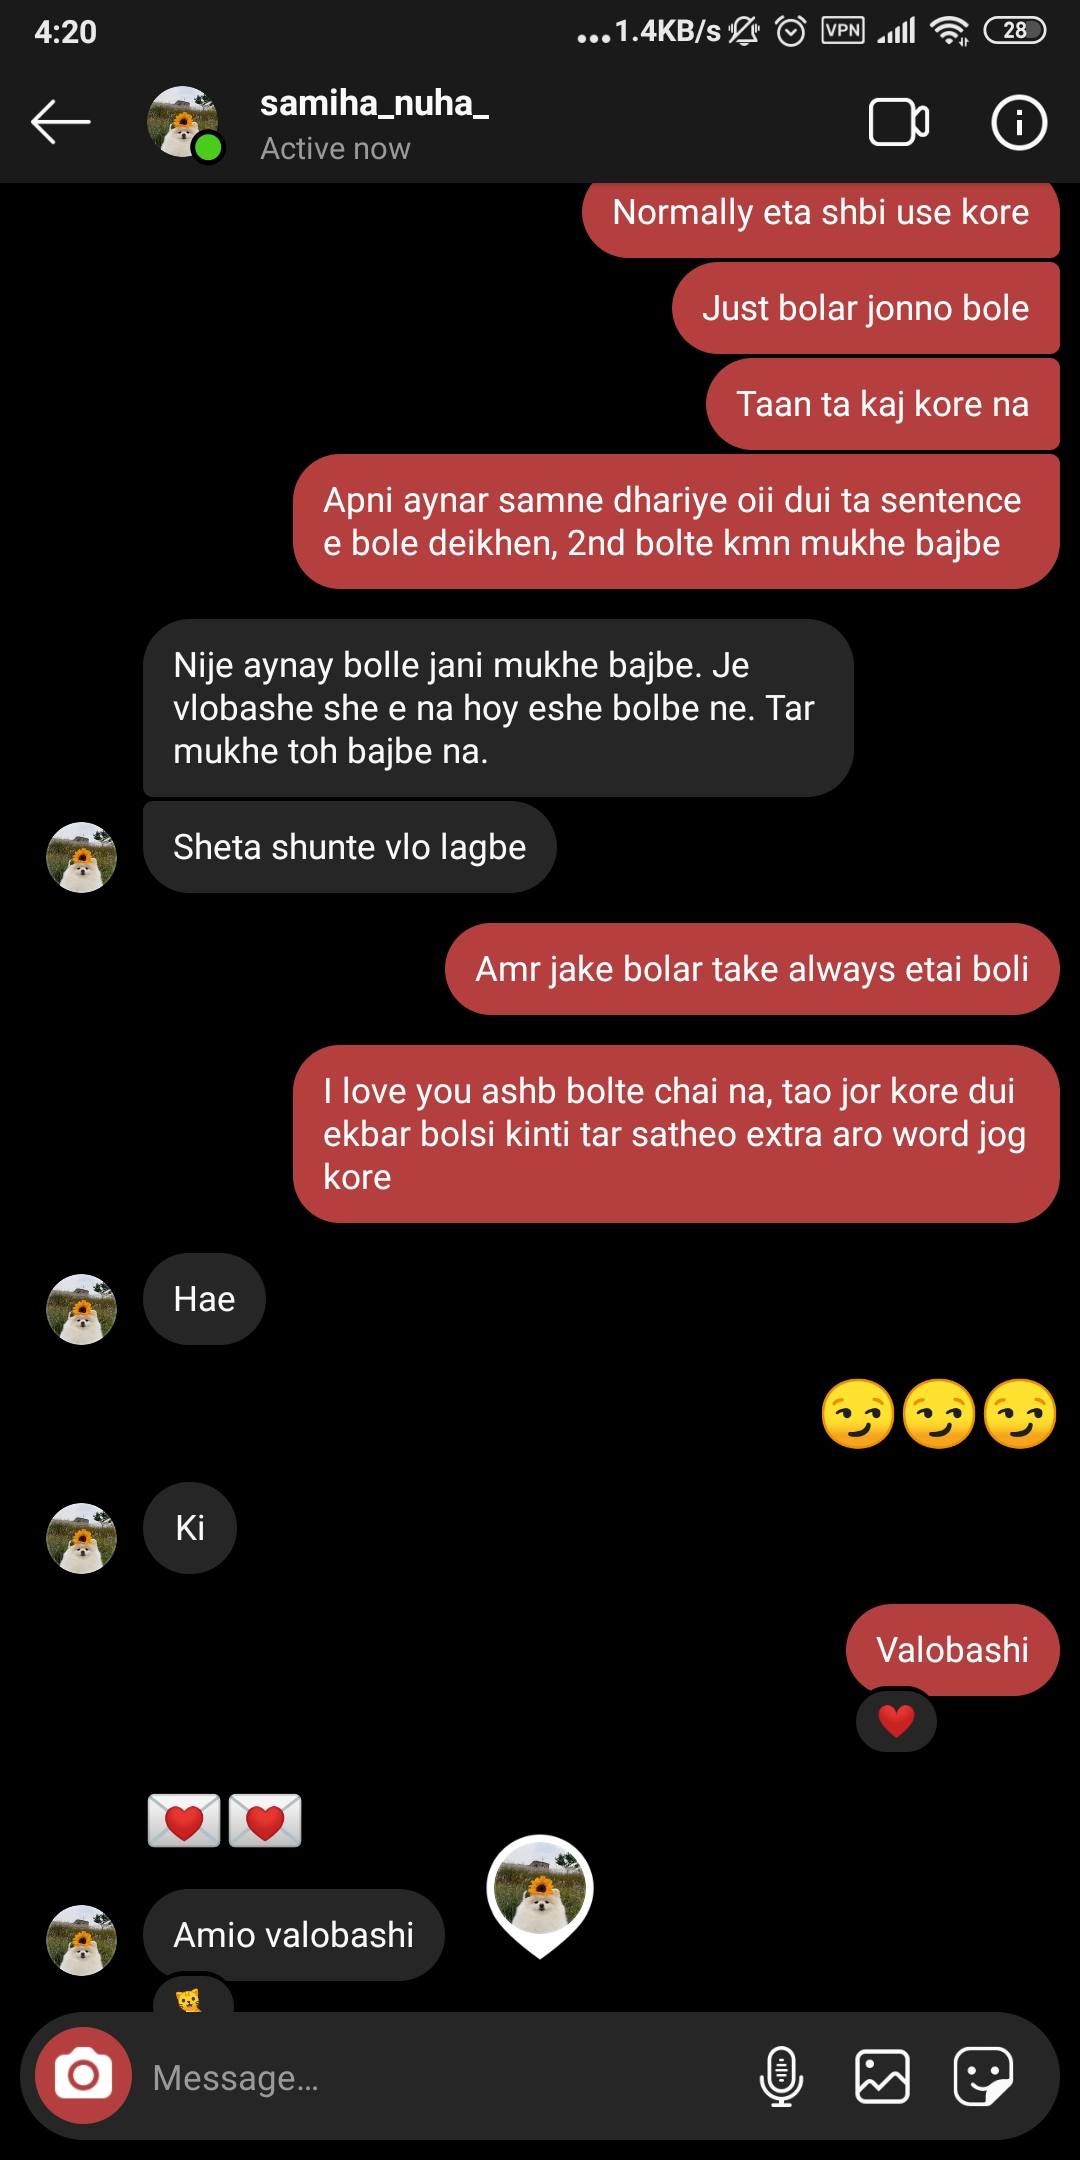 4:20
...1.4KB/s VPN 28
samiha_nuha_
Active now
Normally eta shbi use kore
Just bolar jonno bole
Taan ta kaj kore na
Apni aynar samne dhariye oii dui ta sentence
e bole deikhen, 2nd bolte kmn mukhe bajbe
Nije aynay bolle jani mukhe bajbe. Je
vlobashe she e na hoy eshe bolbe ne. Tar
mukhe toh bajbe na.
Sheta shunte vlo lagbe
Amr jake bolar take always etai boli
I love you ashb bolte chai na, tao jor kore dui
ekbar bolsi kinti tar satheo extra aro word jog
kore
Hae
😏😏😏
Ki
Valobashi
❤️
💌💌
Amio valobashi
Message...